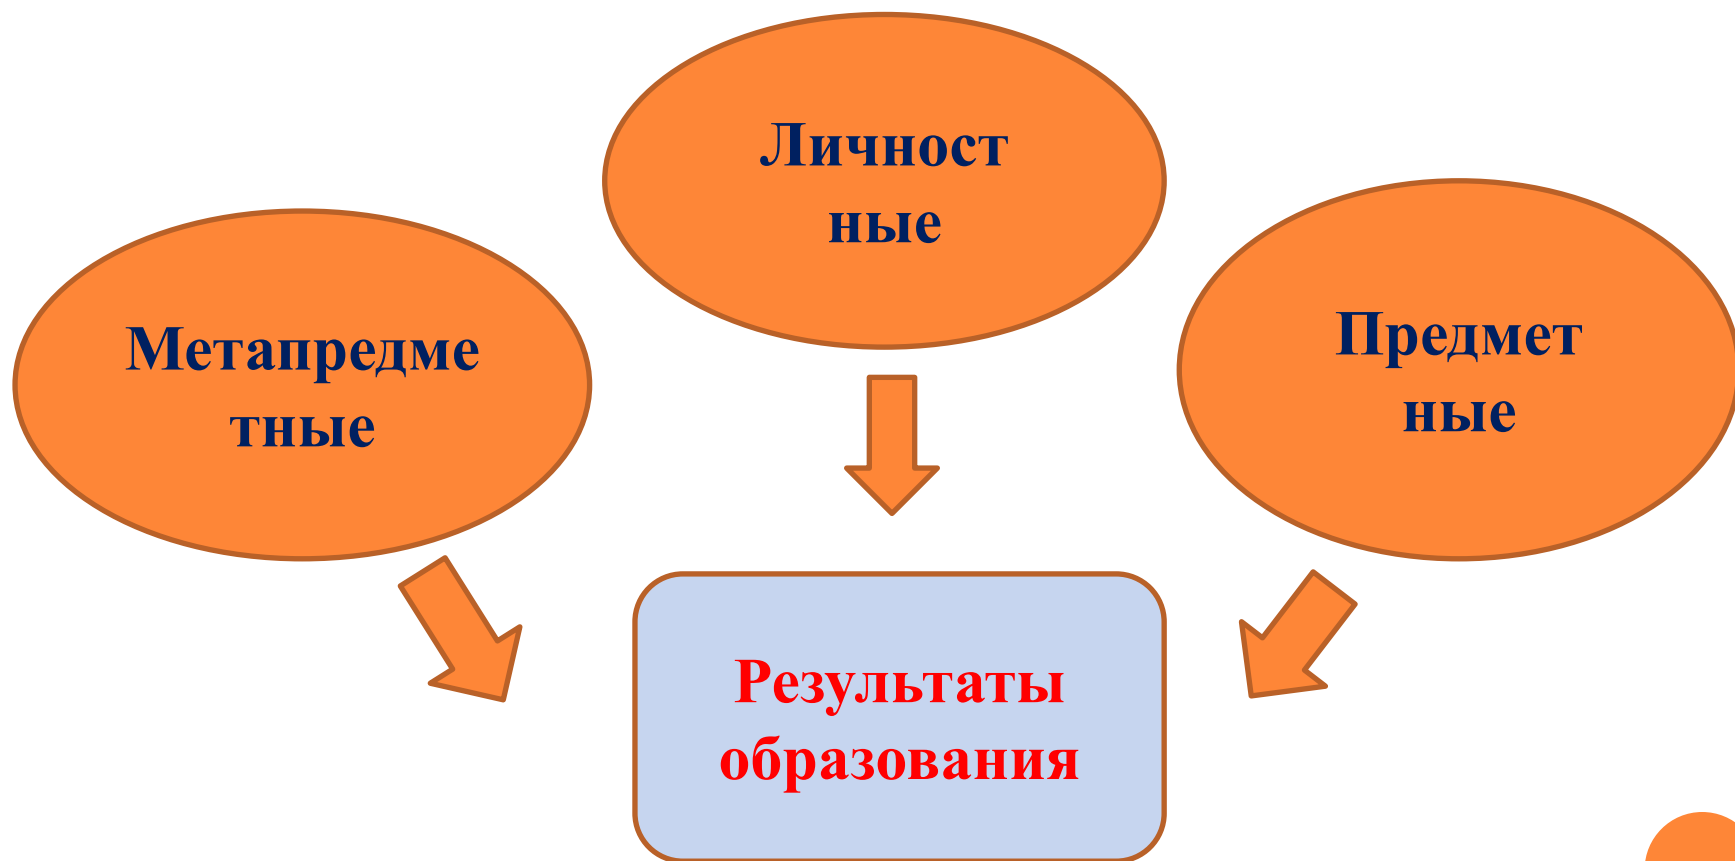 Личност
ные
Метапредме
тные
Предмет
ные
Результаты
образования